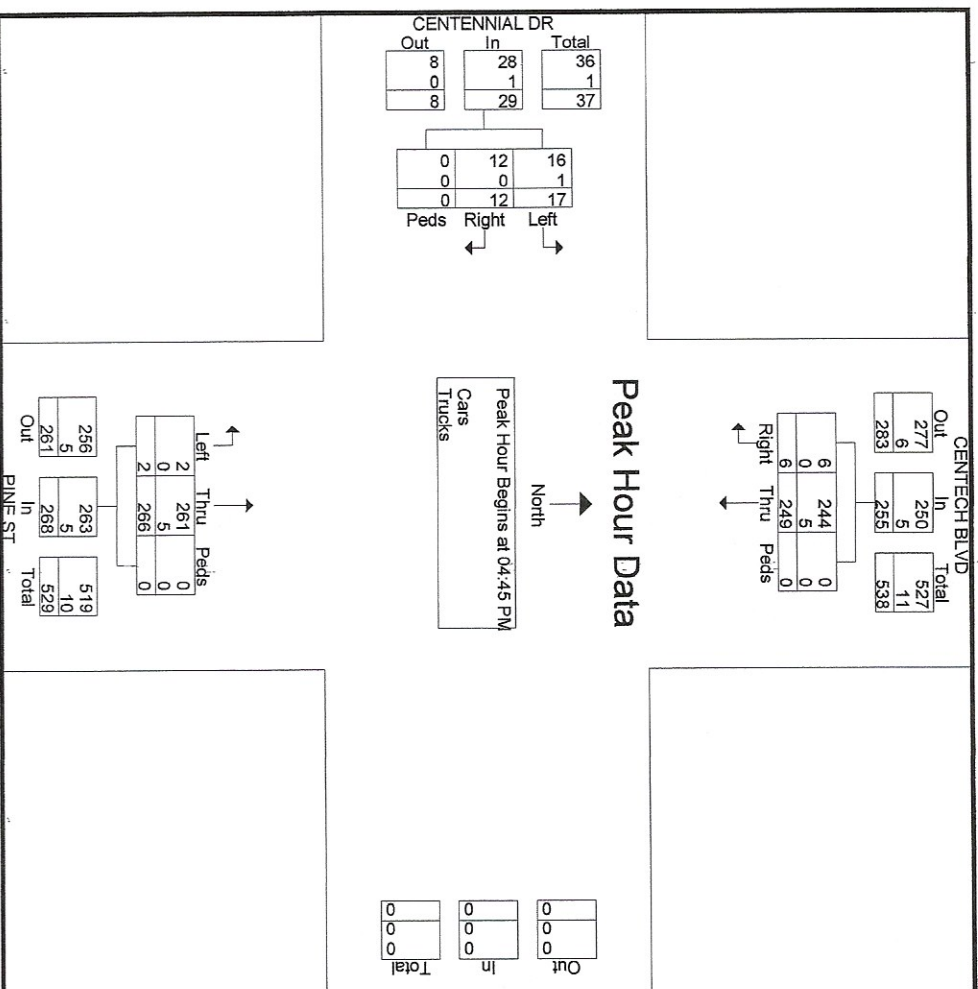 CENTENNIAL DR
Out In Total
8 28 36
0 1 1
8 29 37
0 12 16
0 0 1
0 12 17
Peds Right Left
CENTECH BLVD
Out In Total
277 250 527
6 5 11
283 255 538
6 244 0
0 5 0
6 249 0
Right Thru Peds
Peak Hour Data
North
Peak Hour Begins at 04:45 PM
Cars
Trucks
Left Thru Peds
2 261 0
0 5 0
2 266 0
256 263 519
5 5 10
261 268 529
Out In Total
PINE ST
Out In Total
0 0 0
0 0 0
0 0 0